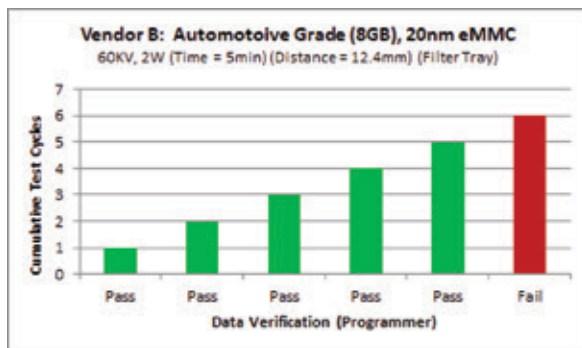 Vendor B: Automotoive Grade (8GB), 20nm eMMC
60KV, 2W (Time = 5min) (Distance = 12.4mm) (Filter Tray)
7
6
5
4
3
2
1
0
Cumulative Test Cycles
Pass Pass Pass Pass Pass Fail
Data Verification (Programmer)